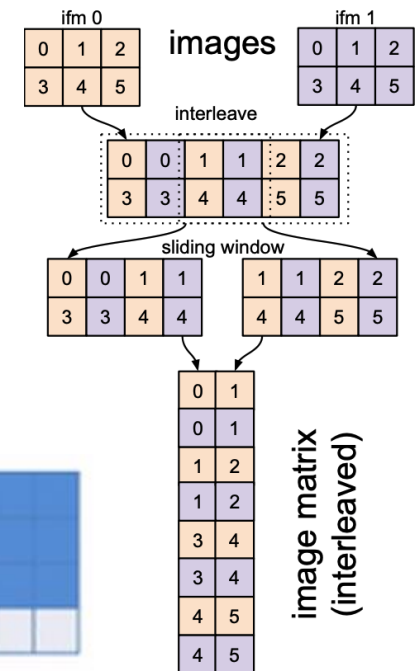 ifm 0
images
ifm 1
0 1 2
3 4 5
0 1 2
3 4 5
interleave
0 0 1 1 2 2
3 3 4 4 5 5
sliding window
0 0 1 1
3 3 4 4
1 1 2 2
4 4 5 5
0 1
0 1
1 2
1 2
3 4
3 4
4 5
4 5
image matrix
(interleaved)